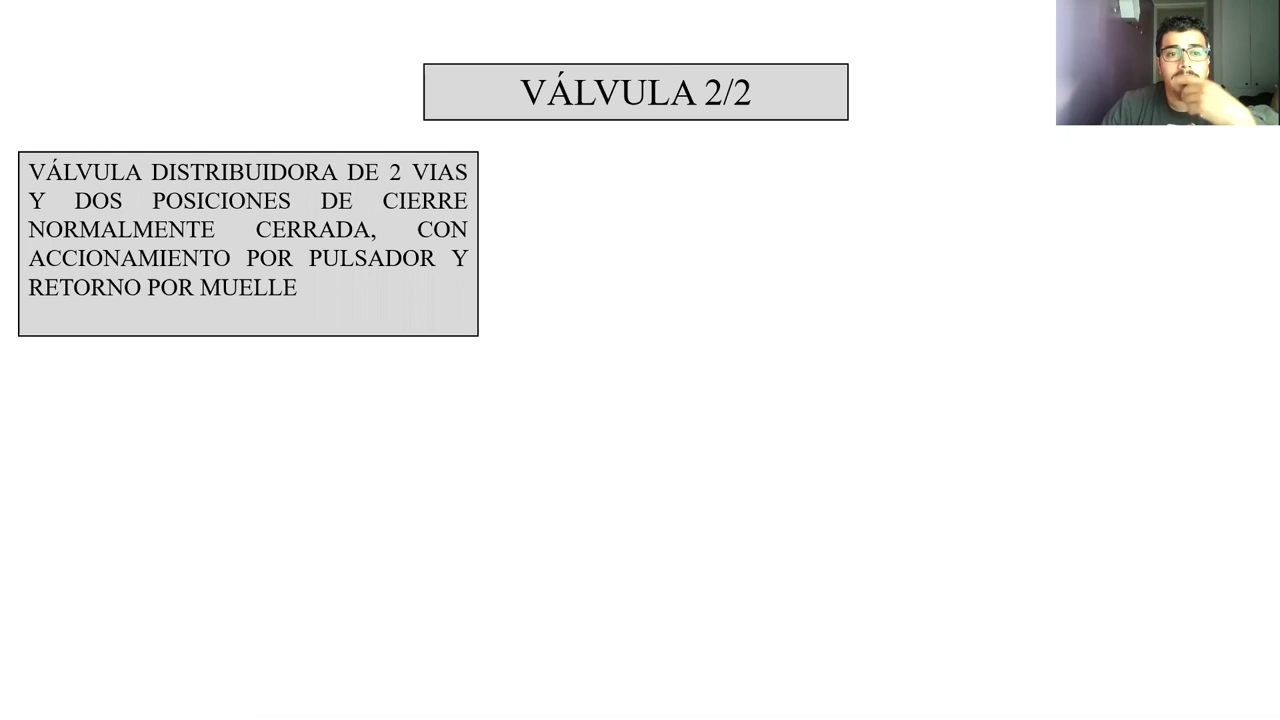 VÁLVULA 2/2
VÁLVULA DISTRIBUIDORA DE 2 VIAS
Y DOS POSICIONES DE CIERRE
NORMALMENTE CERRADA, CON
ACCIONAMIENTO POR PULSADOR Y
RETORNO POR MUELLE